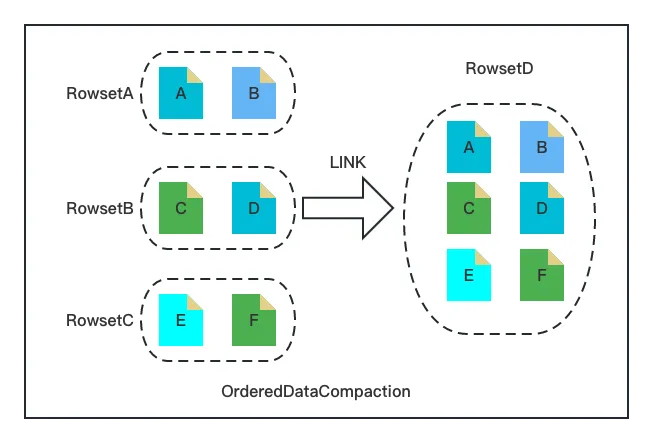 RowsetA
A
B
RowsetB
C
D
RowsetC
E
F
LINK
RowsetD
A
B
C
D
E
F
OrderedDataCompaction